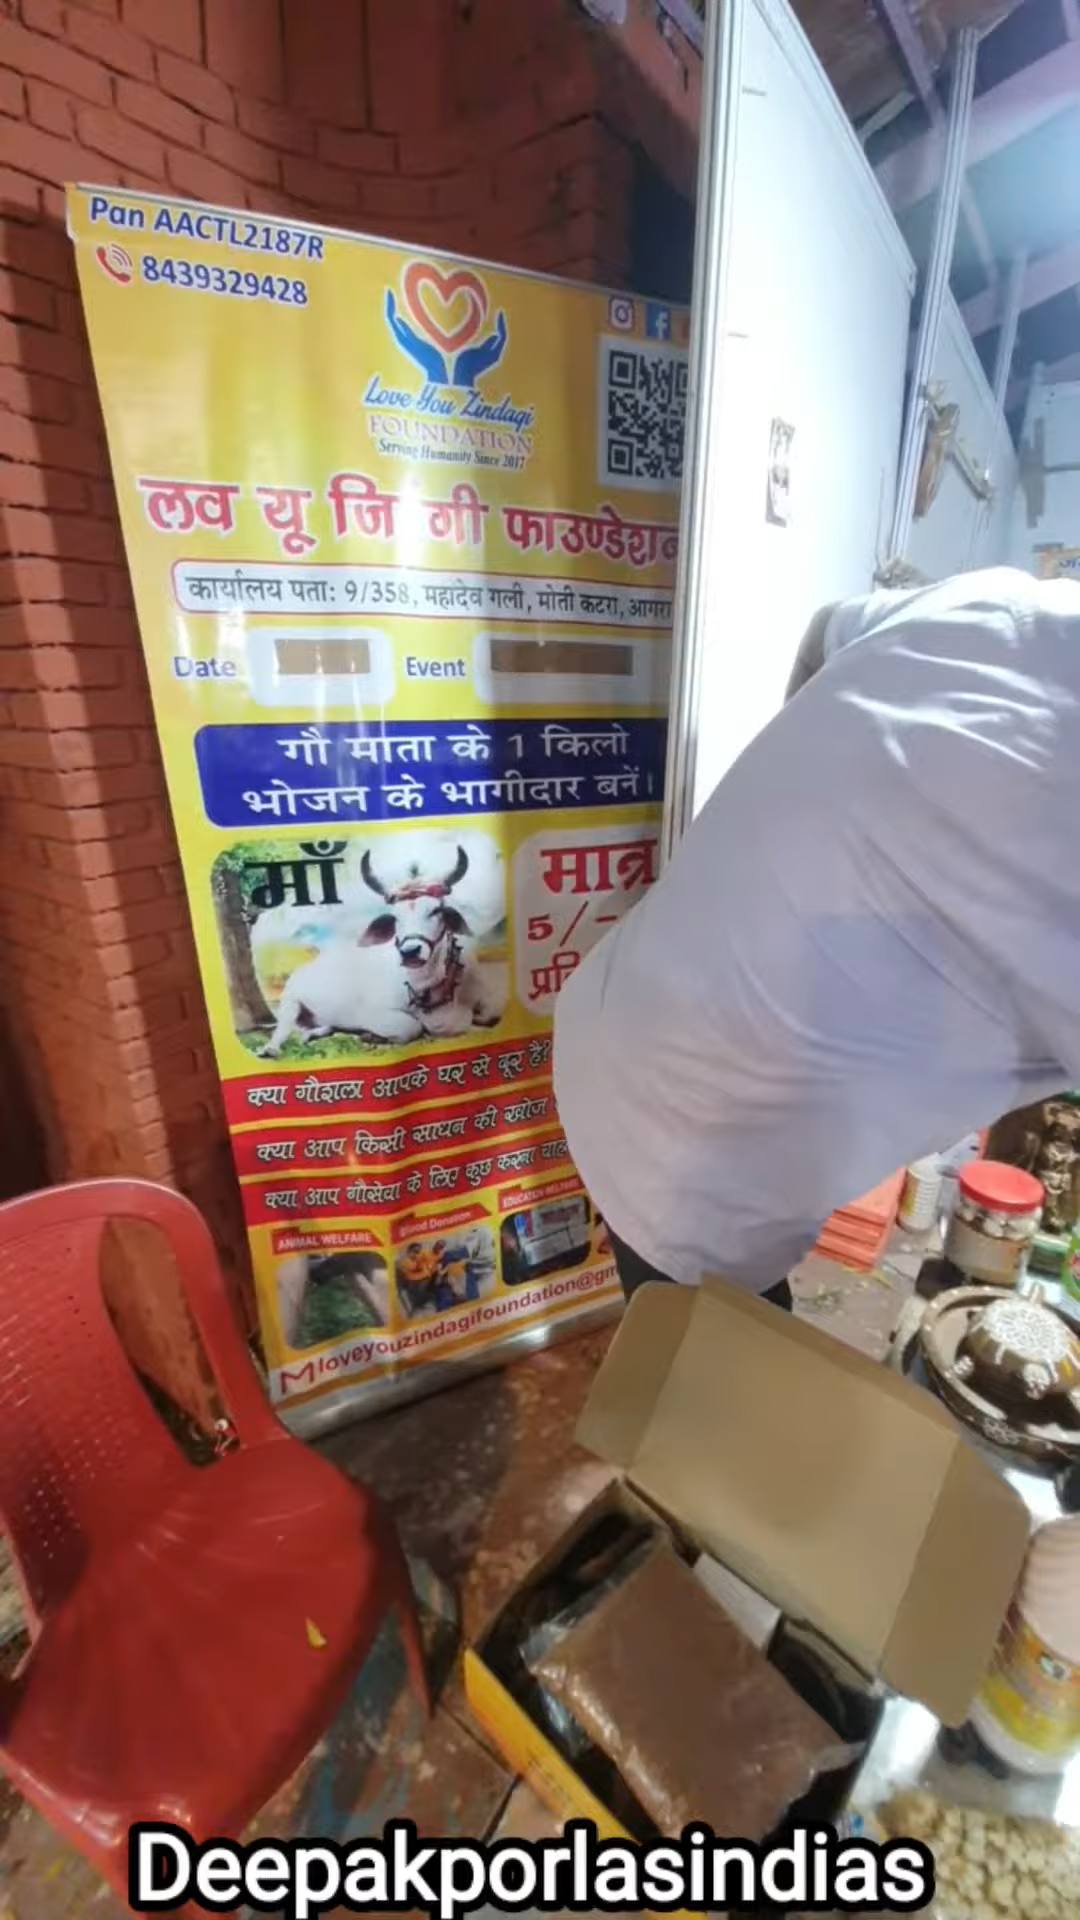 Pan AACTL2187R
8439329428
Love You Zindagi
FOUNDATION
Serving Humanity Since 2017
लव यू जि गी फाउण्डेशन
कार्यालय पता: 9/358, महादेव गली, मोती कटरा, आगरा
Date Event
गौ माता के 1 किलो
भोजन के भागीदार बनें।
माँ
मात्र
5/-
क्या गौशला आपके घर से दूर है?
क्या आप किसी साधन की खोज
क्या आप गौसेवा के लिए कुछ करना
ANIMAL WELFARE
Blood Donation
EDUCATION WELFARE
loveyouzindagifoundation@gm
Deepakporlasindias